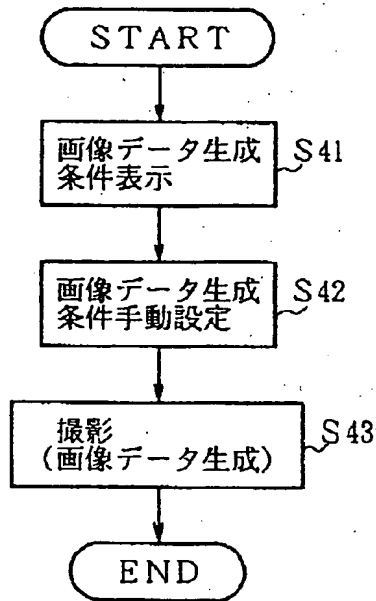 START
画像データ生成
条件表示
S41
画像データ生成
条件手動設定
S42
撮影
(画像データ生成)
S43
END